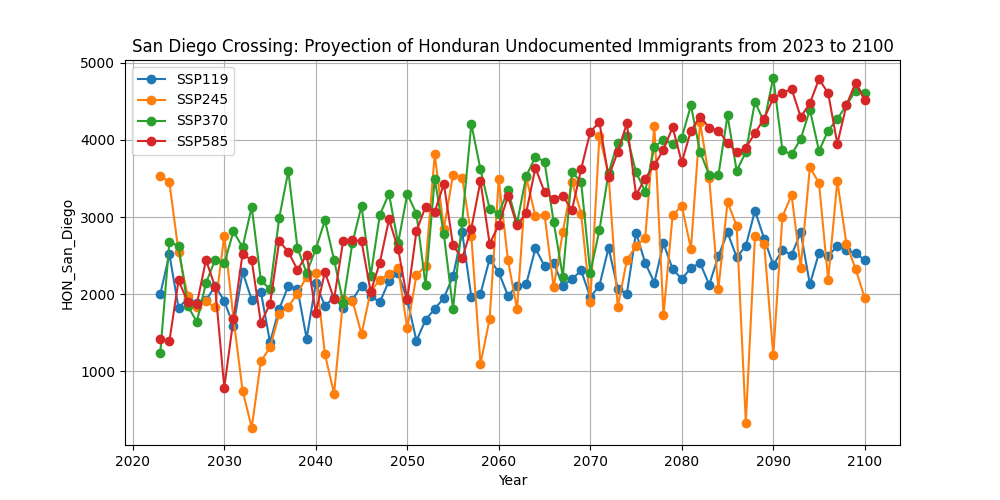 San Diego Crossing: Proyection of Honduran Undocumented Immigrants from 2023 to 2100
SSP119
SSP245
SSP370
SSP585
HON_San_Diego
5000
4000
3000
2000
1000
2020 2030 2040 2050 2060 2070 2080 2090 2100
Year